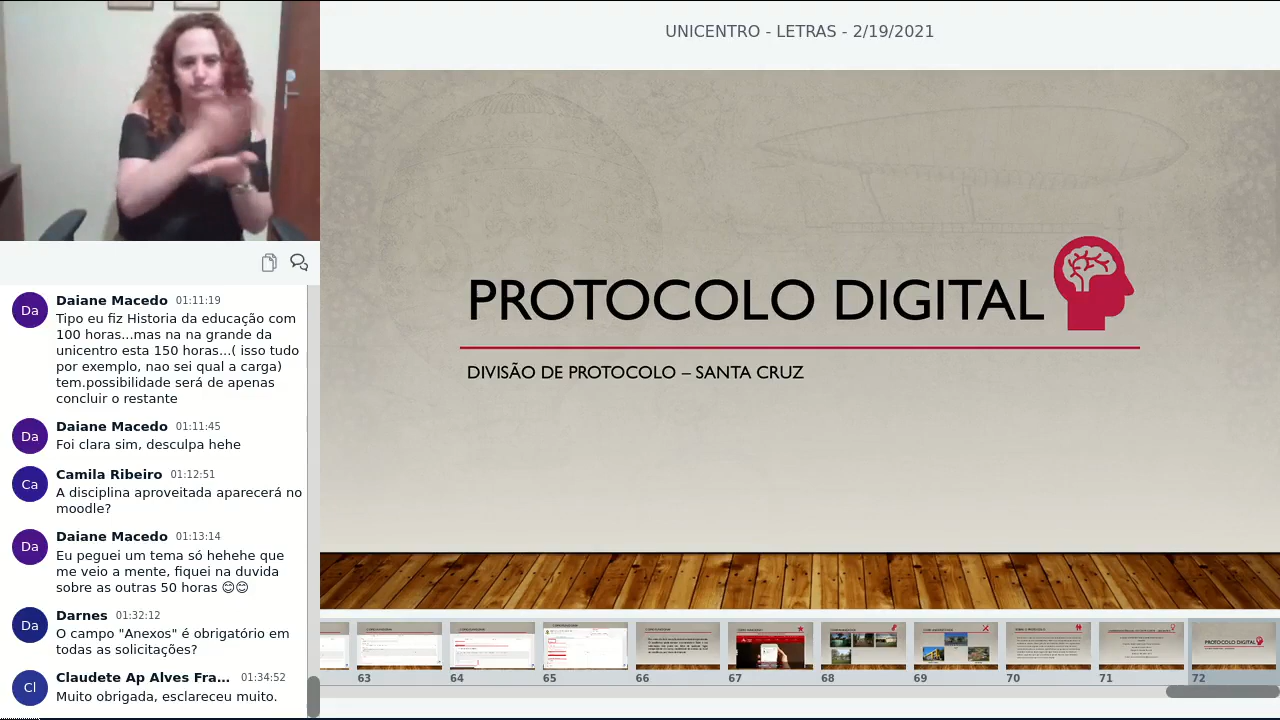 UNICENTRO - LETRAS - 2/19/2021
PROTOCOLO DIGITAL
DIVISÃO DE PROTOCOLO – SANTA CRUZ
Da
Daiane Macedo 01:11:19
Tipo eu fiz Historia da educação com
100 horas...mas na na grande da
unicentro esta 150 horas...( isso tudo
por exemplo, nao sei qual a carga)
tem.possibilidade será de apenas
concluir o restante
Da
Daiane Macedo 01:11:45
Foi clara sim, desculpa hehe
Ca
Camila Ribeiro 01:12:51
A disciplina aproveitada aparecerá no
moodle?
Da
Daiane Macedo 01:13:14
Eu peguei um tema só hehehe que
me veio a mente, fiquei na duvida
sobre as outras 50 horas 😊😊
Da
Darnes 01:32:12
O campo "Anexos" é obrigatório em
todas as solicitações?
Cl
Claudete Ap Alves Fra... 01:34:52
Muito obrigada, esclareceu muito.
63 64 65 66 67 68 69 70 71 72